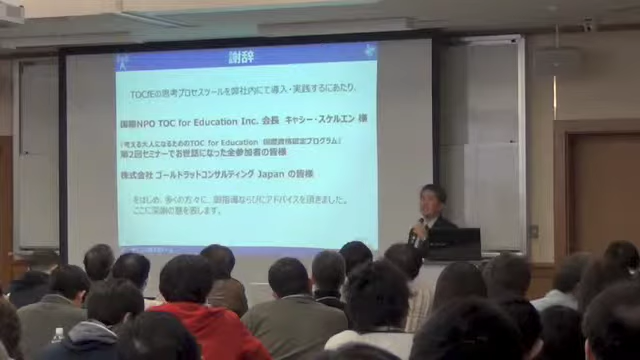 謝辞
TOCfEの思考プロセスツールを弊社内にて導入・実践するにあたり、
国際NPO TOC for Education Inc. 会長 キャシー・スケルエン 様
『考える大人になるためのTOC for Education 国際資格認定プログラム』
第2回セミナーでお世話になった全参加者の皆様
株式会社 ゴールドラットコンサルティング Japan の皆様
をはじめ、多くの方々に、御指導ならびにアドバイスを頂きました。
ここに深謝の意を表します。